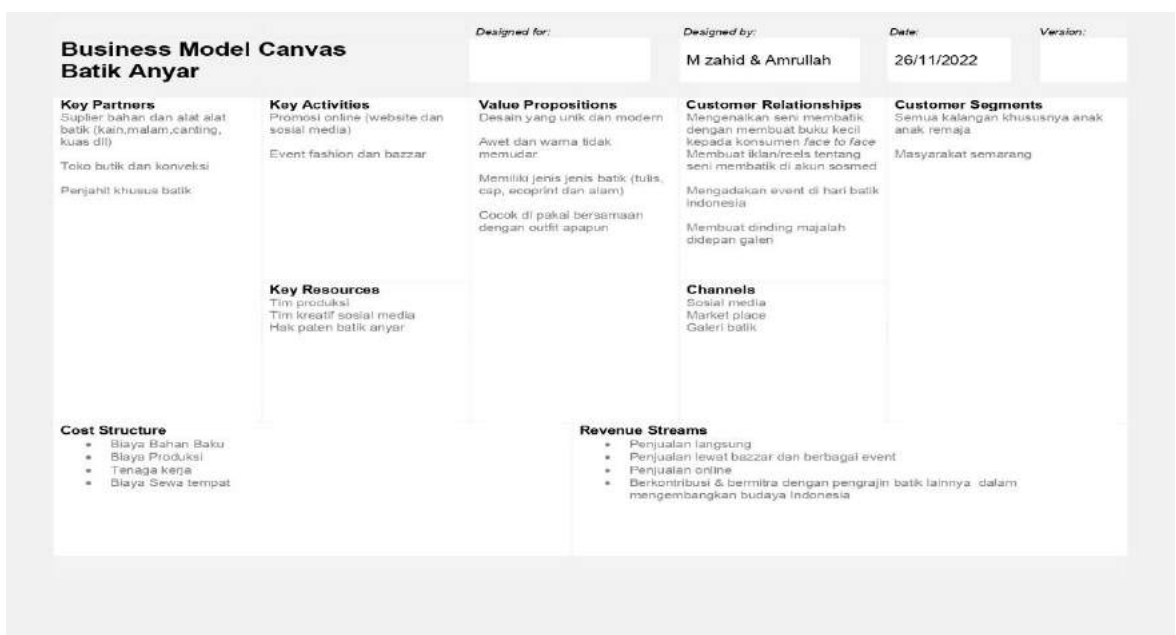 Business Model Canvas
Batik Anyar
Designed for:
Designed by:
M zahid & Amrullah
Date:
26/11/2022
Version:
Key Partners
Suplier bahan dan alat alat
batik (kain,malam,canting,
kuas dll)
Toko butik dan konveksi
Penjahit khusus batik
Key Activities
Promosi online (website dan
sosial media)
Event fashion dan bazzar
Key Resources
Tim produksi
Tim kreatif sosial media
Hak paten batik anyar
Value Propositions
Desain yang unik dan modern
Awet dan warna tidak
memudar
Memiliki jenis jenis batik (tulis,
cap, ecoprint dan alam)
Cocok di pakai bersamaan
dengan outfit apapun
Customer Relationships
Mengenalkan seni membatik
dengan membuat buku kecil
kepada konsumen face to face
Membuat iklan/reels tentang
seni membatik di akun sosmed
Mengadakan event di hari batik
indonesia
Membuat dinding majalah
didepan galeri
Channels
Sosial media
Market place
Galeri batik
Customer Segments
Semua kalangan khususnya anak
anak remaja
Masyarakat semarang
Cost Structure
• Biaya Bahan Baku
• Biaya Produksi
• Tenaga kerja
• Biaya Sewa tempat
Revenue Streams
• Penjualan langsung
• Penjualan lewat bazzar dan berbagai event
• Penjualan online
• Berkontribusi & bermitra dengan pengrajin batik lainnya dalam
mengembangkan budaya Indonesia